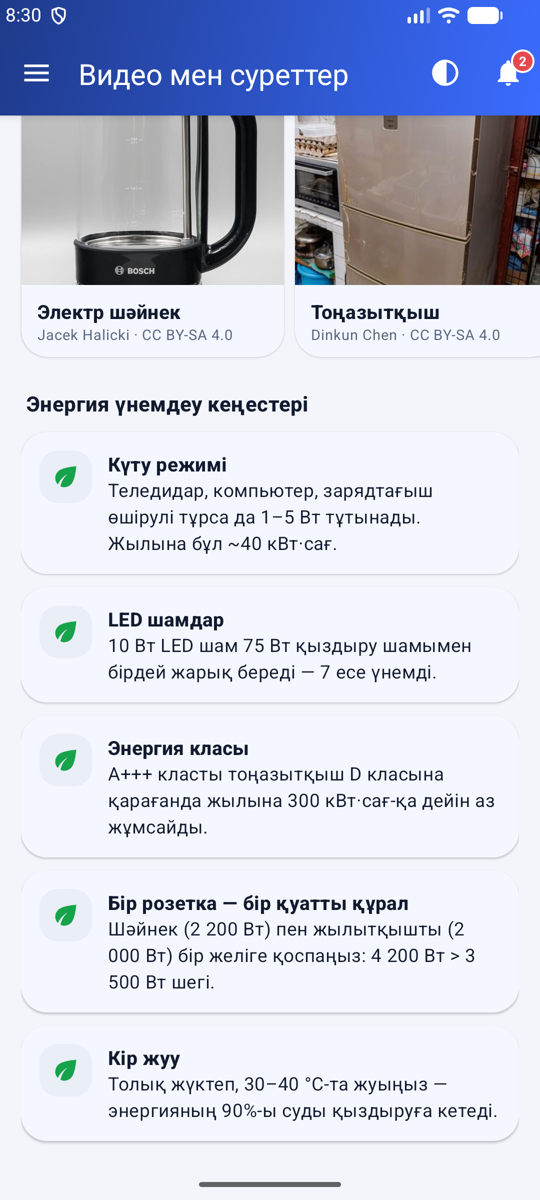 8:30
Видео мен суреттер
2
BOSCH
Электр шәйнек
Jacek Halicki · CC BY-SA 4.0
Тоңазытқыш
Dinkun Chen · CC BY-SA 4.0
Энергия үнемдеу кеңестері
Күту режимі
Теледидар, компьютер, зарядтағыш
өшірулі тұрса да 1–5 Вт тұтынады.
Жылына бұл ~40 кВт·сағ.
LED шамдар
10 Вт LED шам 75 Вт қыздыру шамымен
бірдей жарық береді — 7 есе үнемді.
Энергия класы
A+++ класты тоңазытқыш D класына
қарағанда жылына 300 кВт·сағ-қа дейін аз
жұмсайды.
Бір розетка — бір қуатты құрал
Шәйнек (2 200 Вт) пен жылытқышты (2
000 Вт) бір желіге қоспаңыз: 4 200 Вт > 3
500 Вт шегі.
Кір жуу
Толық жүктеп, 30–40 °C-та жуыңыз —
энергияның 90%-ы суды қыздыруға кетеді.